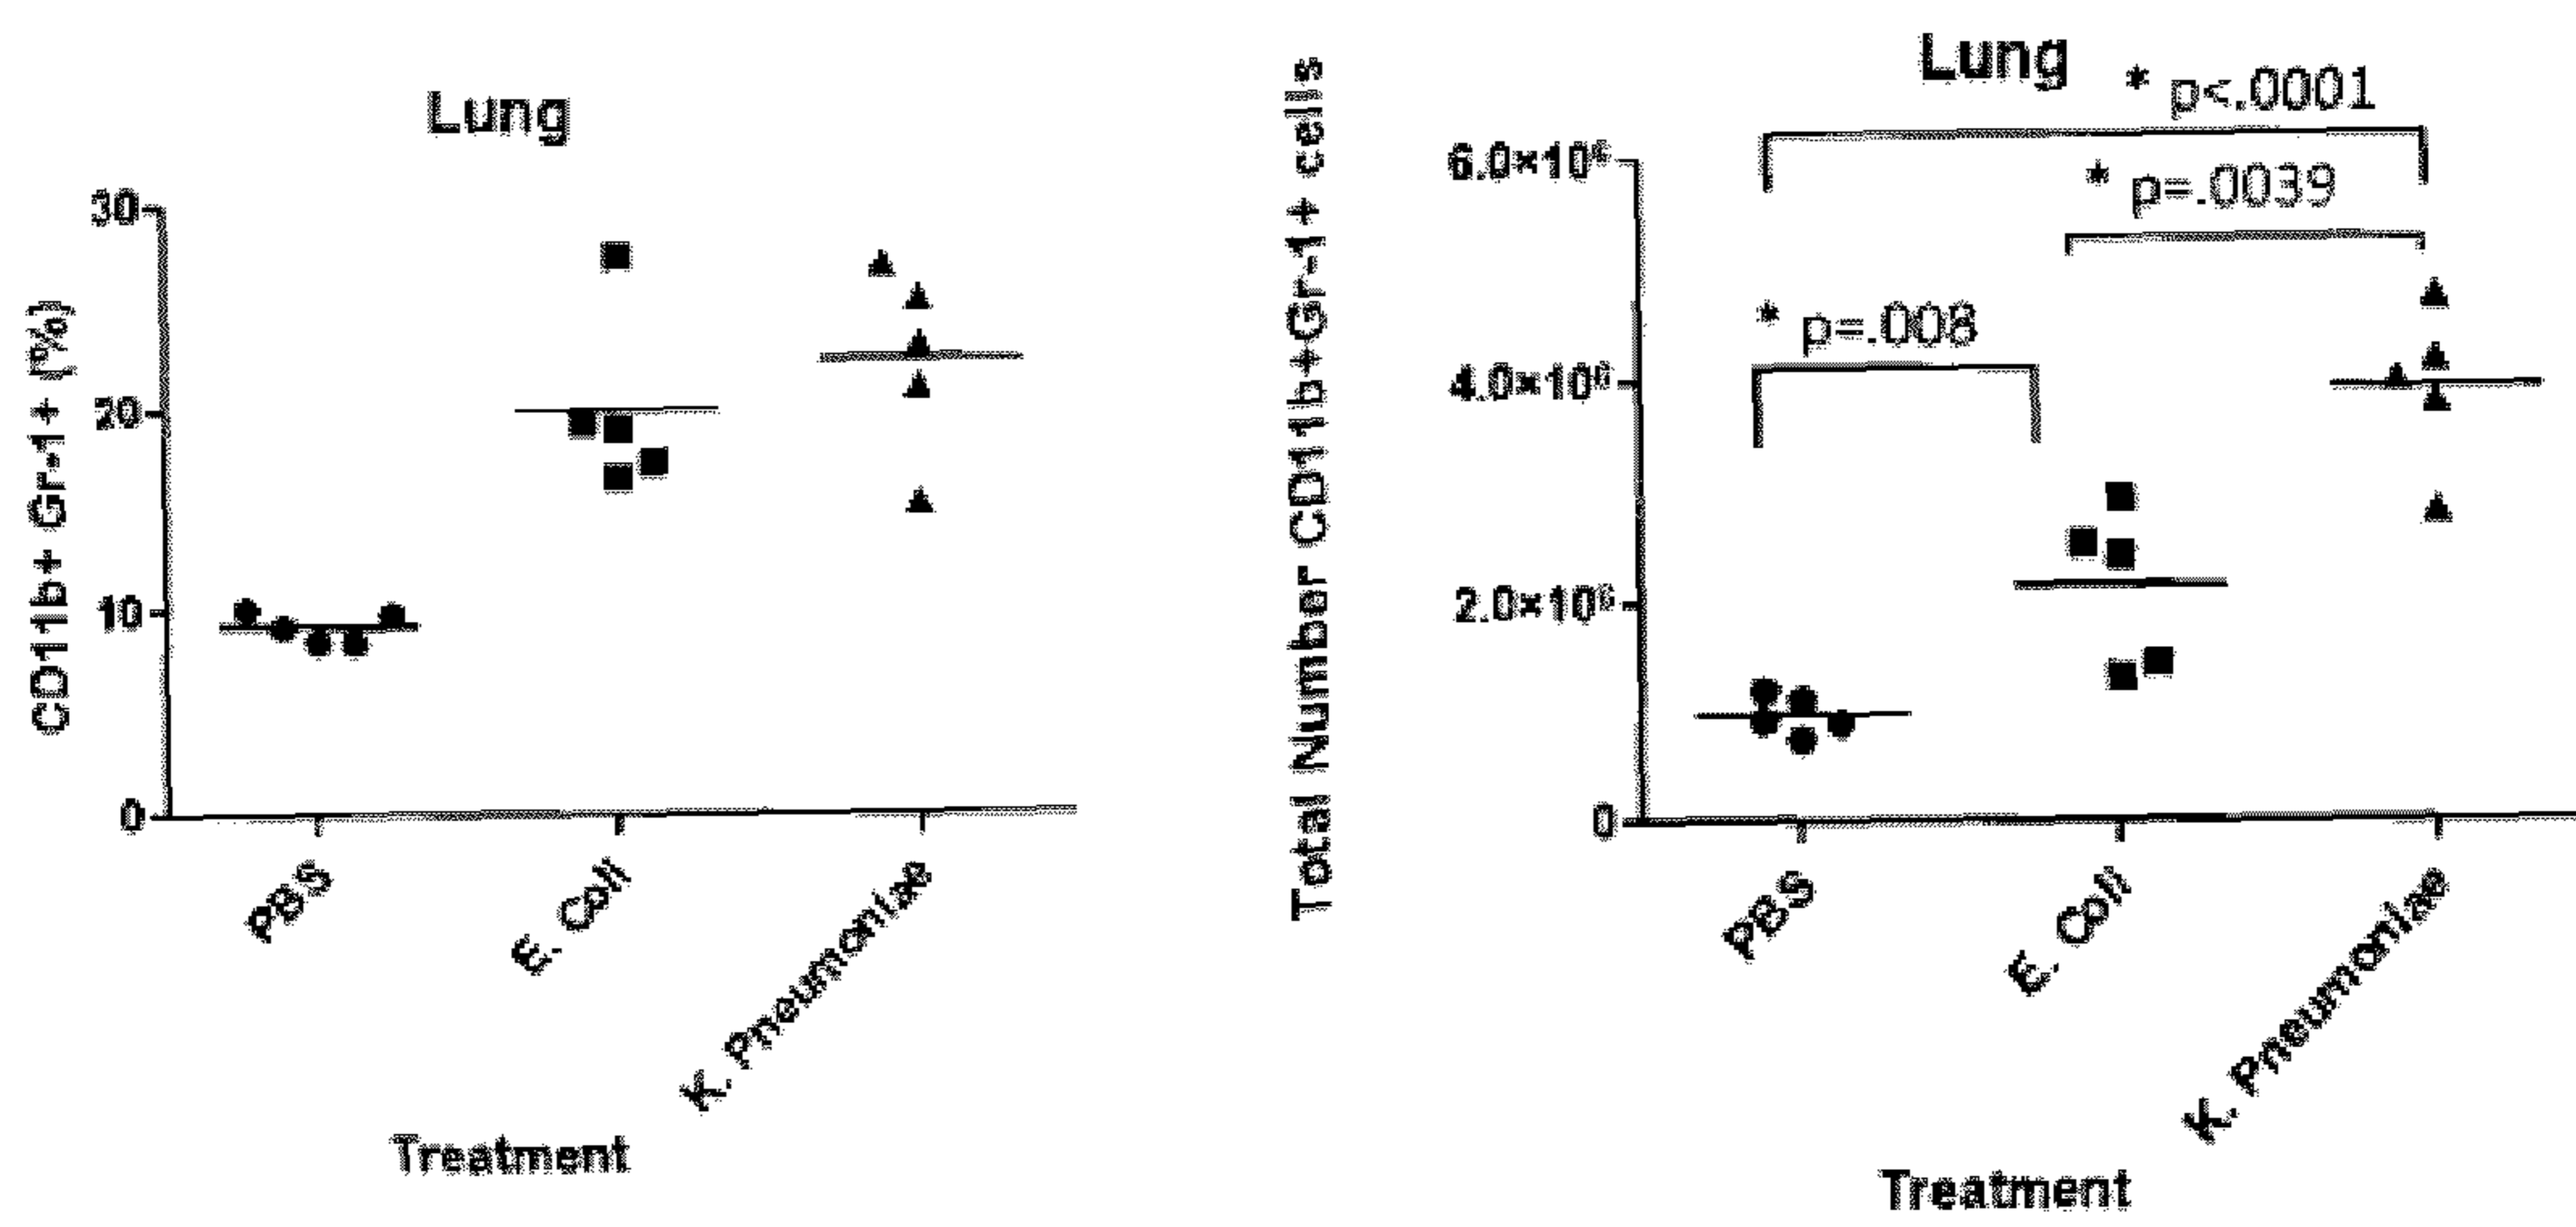 Lung
30
20
10
0
CD11b+ Gr-1+ (%)
PBS
E. Coli
K. Pneumoniae
Treatment
Lung
* p<.0001
* p=.0039
* p=.008
6.0×10⁶
4.0×10⁶
2.0×10⁶
0
Total Number CD11b+Gr-1+ cells
PBS
E. Coli
K. Pneumoniae
Treatment